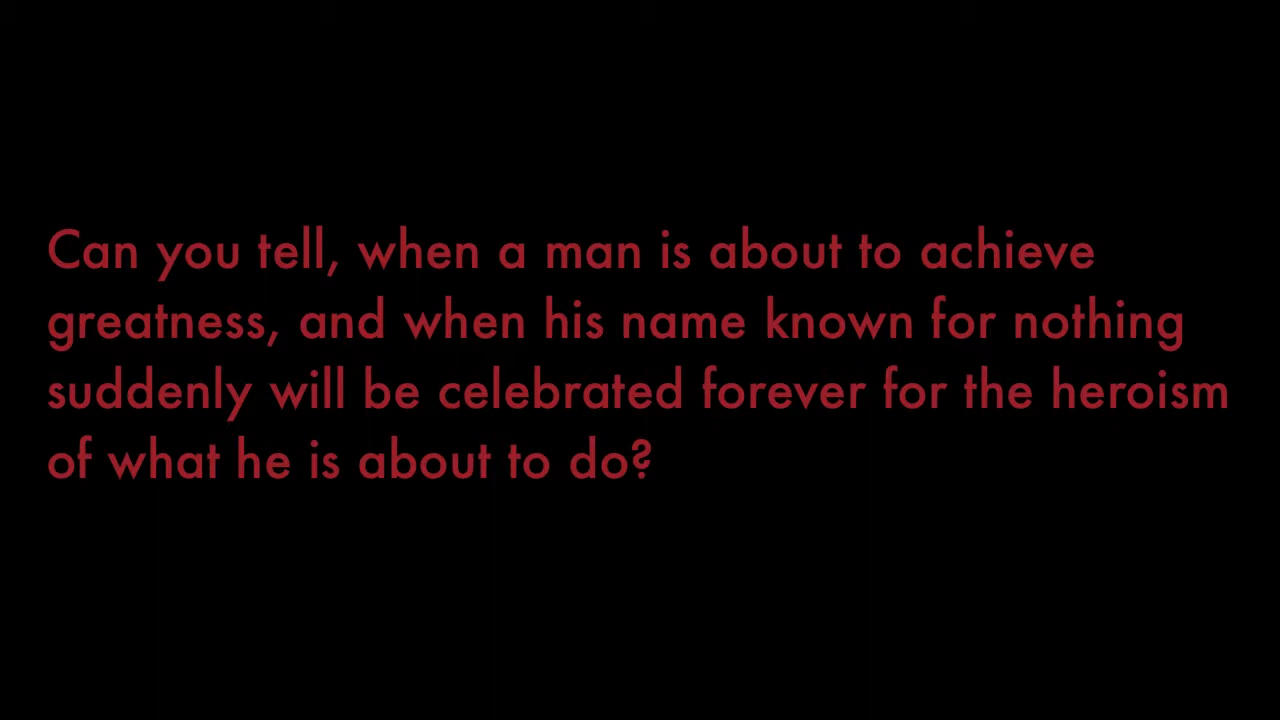 Can you tell, when a man is about to achieve
greatness, and when his name known for nothing
suddenly will be celebrated forever for the heroism
of what he is about to do?